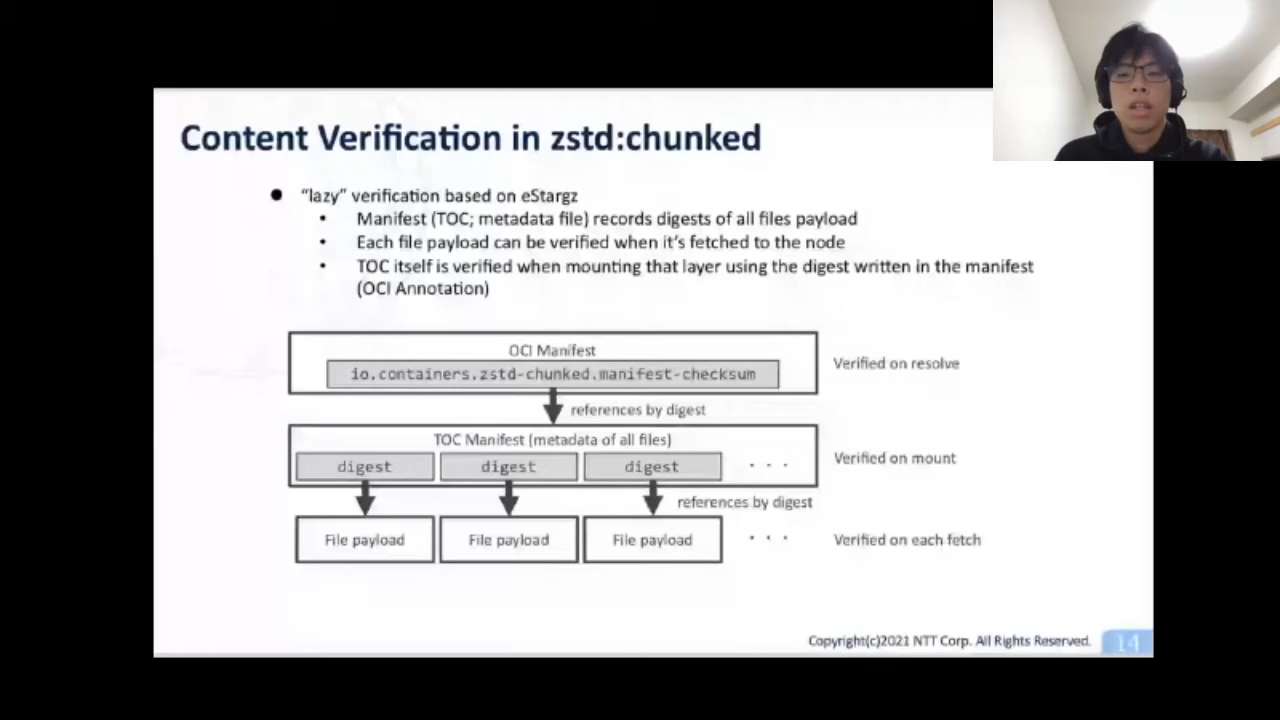 Content Verification in zstd:chunked
● “lazy” verification based on eStargz
• Manifest (TOC; metadata file) records digests of all files payload
• Each file payload can be verified when it’s fetched to the node
• TOC itself is verified when mounting that layer using the digest written in the manifest
(OCI Annotation)
OCI Manifest
io.containers.zstd-chunked.manifest-checksum
Verified on resolve
references by digest
TOC Manifest (metadata of all files)
digest digest digest . . .
Verified on mount
references by digest
File payload File payload File payload . . .
Verified on each fetch
Copyright(c)2021 NTT Corp. All Rights Reserved.
14